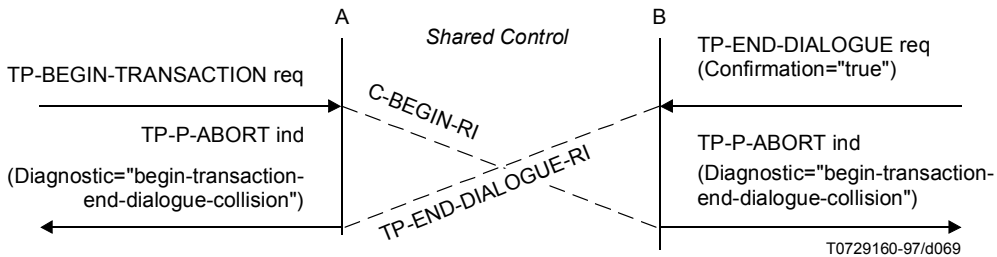 A
B
Shared Control
TP-BEGIN-TRANSACTION req
TP-END-DIALOGUE req
(Confirmation="true")
C-BEGIN-RI
TP-P-ABORT ind
(Diagnostic="begin-transaction-
end-dialogue-collision")
TP-END-DIALOGUE-RI
TP-P-ABORT ind
(Diagnostic="begin-transaction-
end-dialogue-collision")
T0729160-97/d069